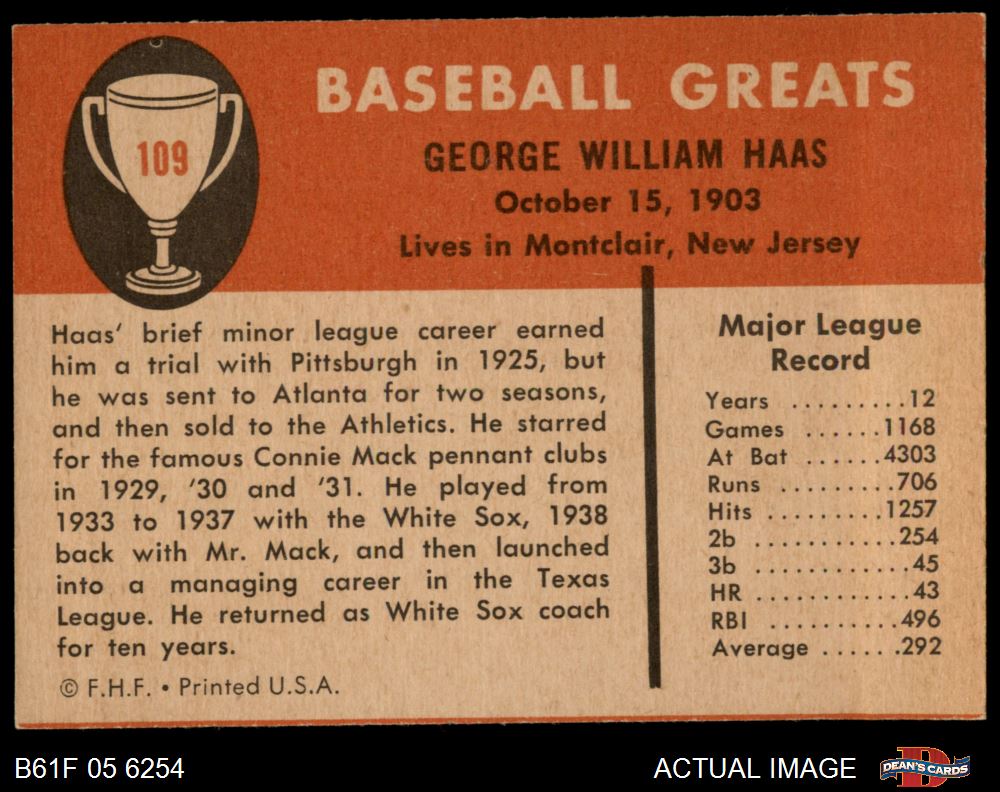 109
BASEBALL GREATS
GEORGE WILLIAM HAAS
October 15, 1903
Lives in Montclair, New Jersey
Haas' brief minor league career earned
him a trial with Pittsburgh in 1925, but
he was sent to Atlanta for two seasons,
and then sold to the Athletics. He starred
for the famous Connie Mack pennant clubs
in 1929, '30 and '31. He played from
1933 to 1937 with the White Sox, 1938
back with Mr. Mack, and then launched
into a managing career in the Texas
League. He returned as White Sox coach
for ten years.
© F.H.F. • Printed U.S.A.
Major League
Record
Years .........12
Games ......1168
At Bat ......4303
Runs .........706
Hits .........1257
2b ...........254
3b ............45
HR ............43
RBI ..........496
Average ......292
B61F 05 6254
ACTUAL IMAGE
D
DEAN'S CARDS